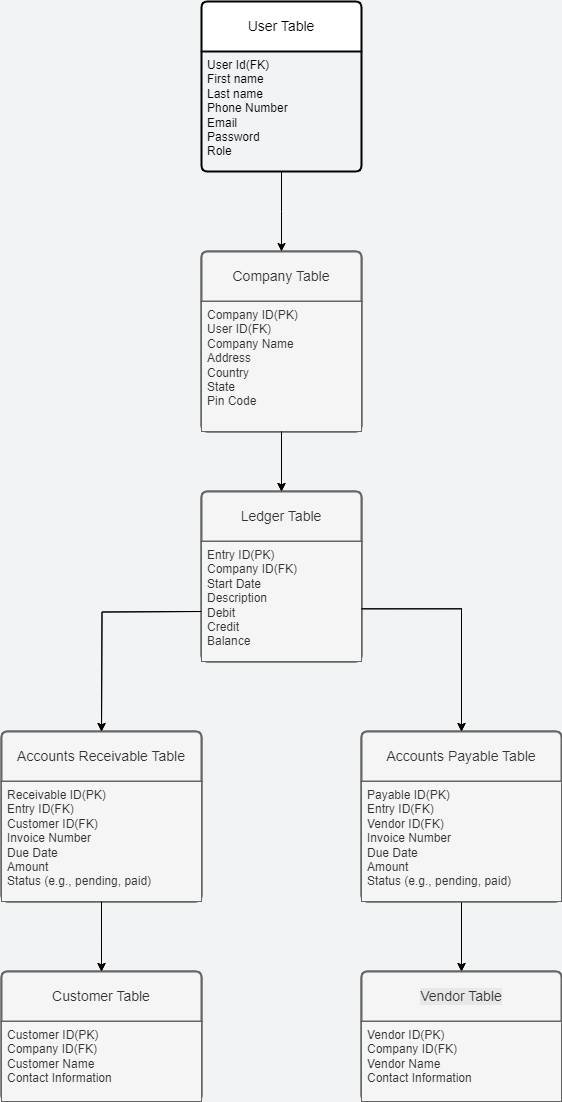 User Table
User Id(FK)
First name
Last name
Phone Number
Email
Password
Role
Company Table
Company ID(PK)
User ID(FK)
Company Name
Address
Country
State
Pin Code
Ledger Table
Entry ID(PK)
Company ID(FK)
Start Date
Description
Debit
Credit
Balance
Accounts Receivable Table
Receivable ID(PK)
Entry ID(FK)
Customer ID(FK)
Invoice Number
Due Date
Amount
Status (e.g., pending, paid)
Accounts Payable Table
Payable ID(PK)
Entry ID(FK)
Vendor ID(FK)
Invoice Number
Due Date
Amount
Status (e.g., pending, paid)
Customer Table
Customer ID(PK)
Company ID(FK)
Customer Name
Contact Information
Vendor Table
Vendor ID(PK)
Company ID(FK)
Vendor Name
Contact Information